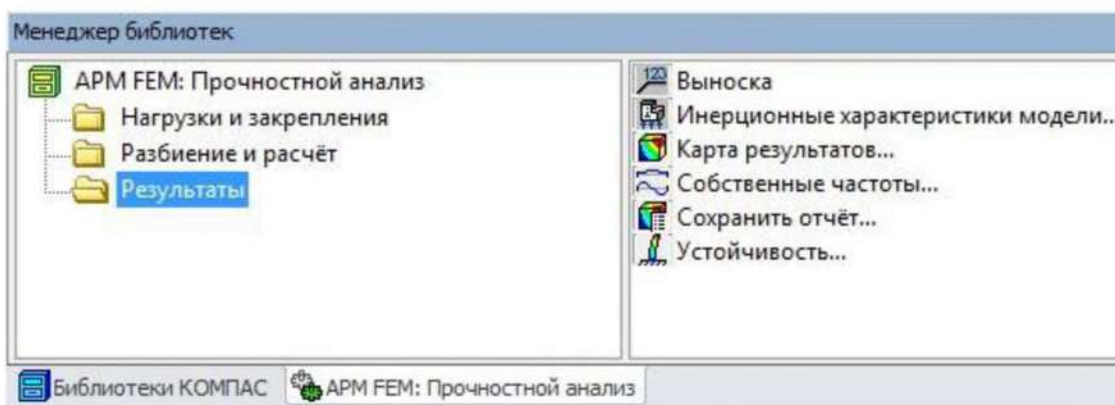 Менеджер библиотек
APM FEM: Прочностной анализ
Нагрузки и закрепления
Разбиение и расчёт
Результаты
123
Выноска
Инерционные характеристики модели...
Карта результатов...
Собственные частоты...
Сохранить отчёт...
Устойчивость...
Библиотеки КОМПАС
APM FEM: Прочностной анализ